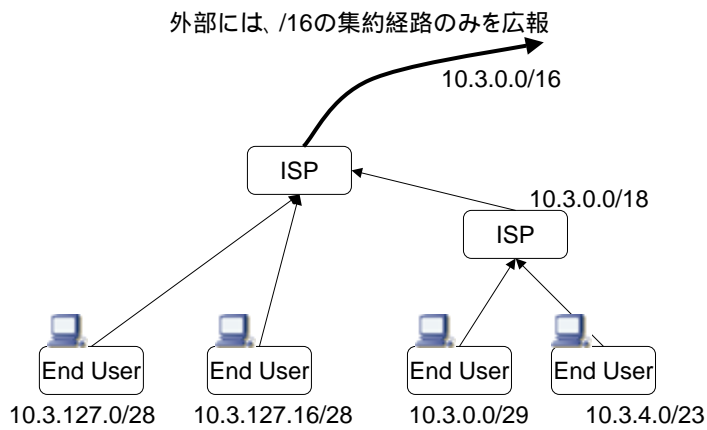 外部には、/16の集約経路のみを広報
10.3.0.0/16
ISP
10.3.0.0/18
ISP
End User
End User
End User
End User
10.3.127.0/28
10.3.127.16/28
10.3.0.0/29
10.3.4.0/23